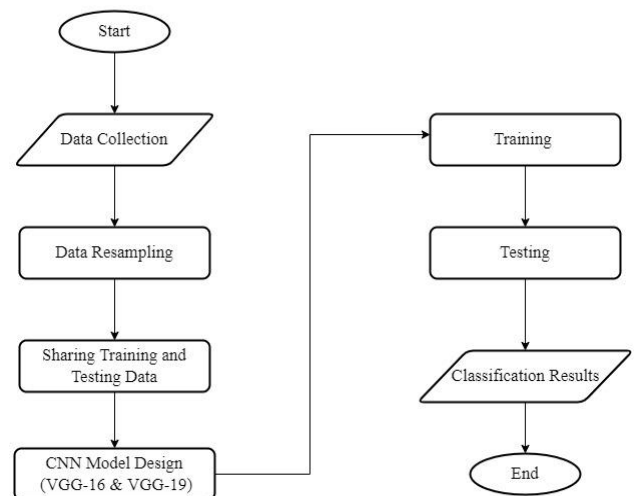 Start
Data Collection
Data Resampling
Sharing Training and
Testing Data
CNN Model Design
(VGG-16 & VGG-19)
Training
Testing
Classification Results
End